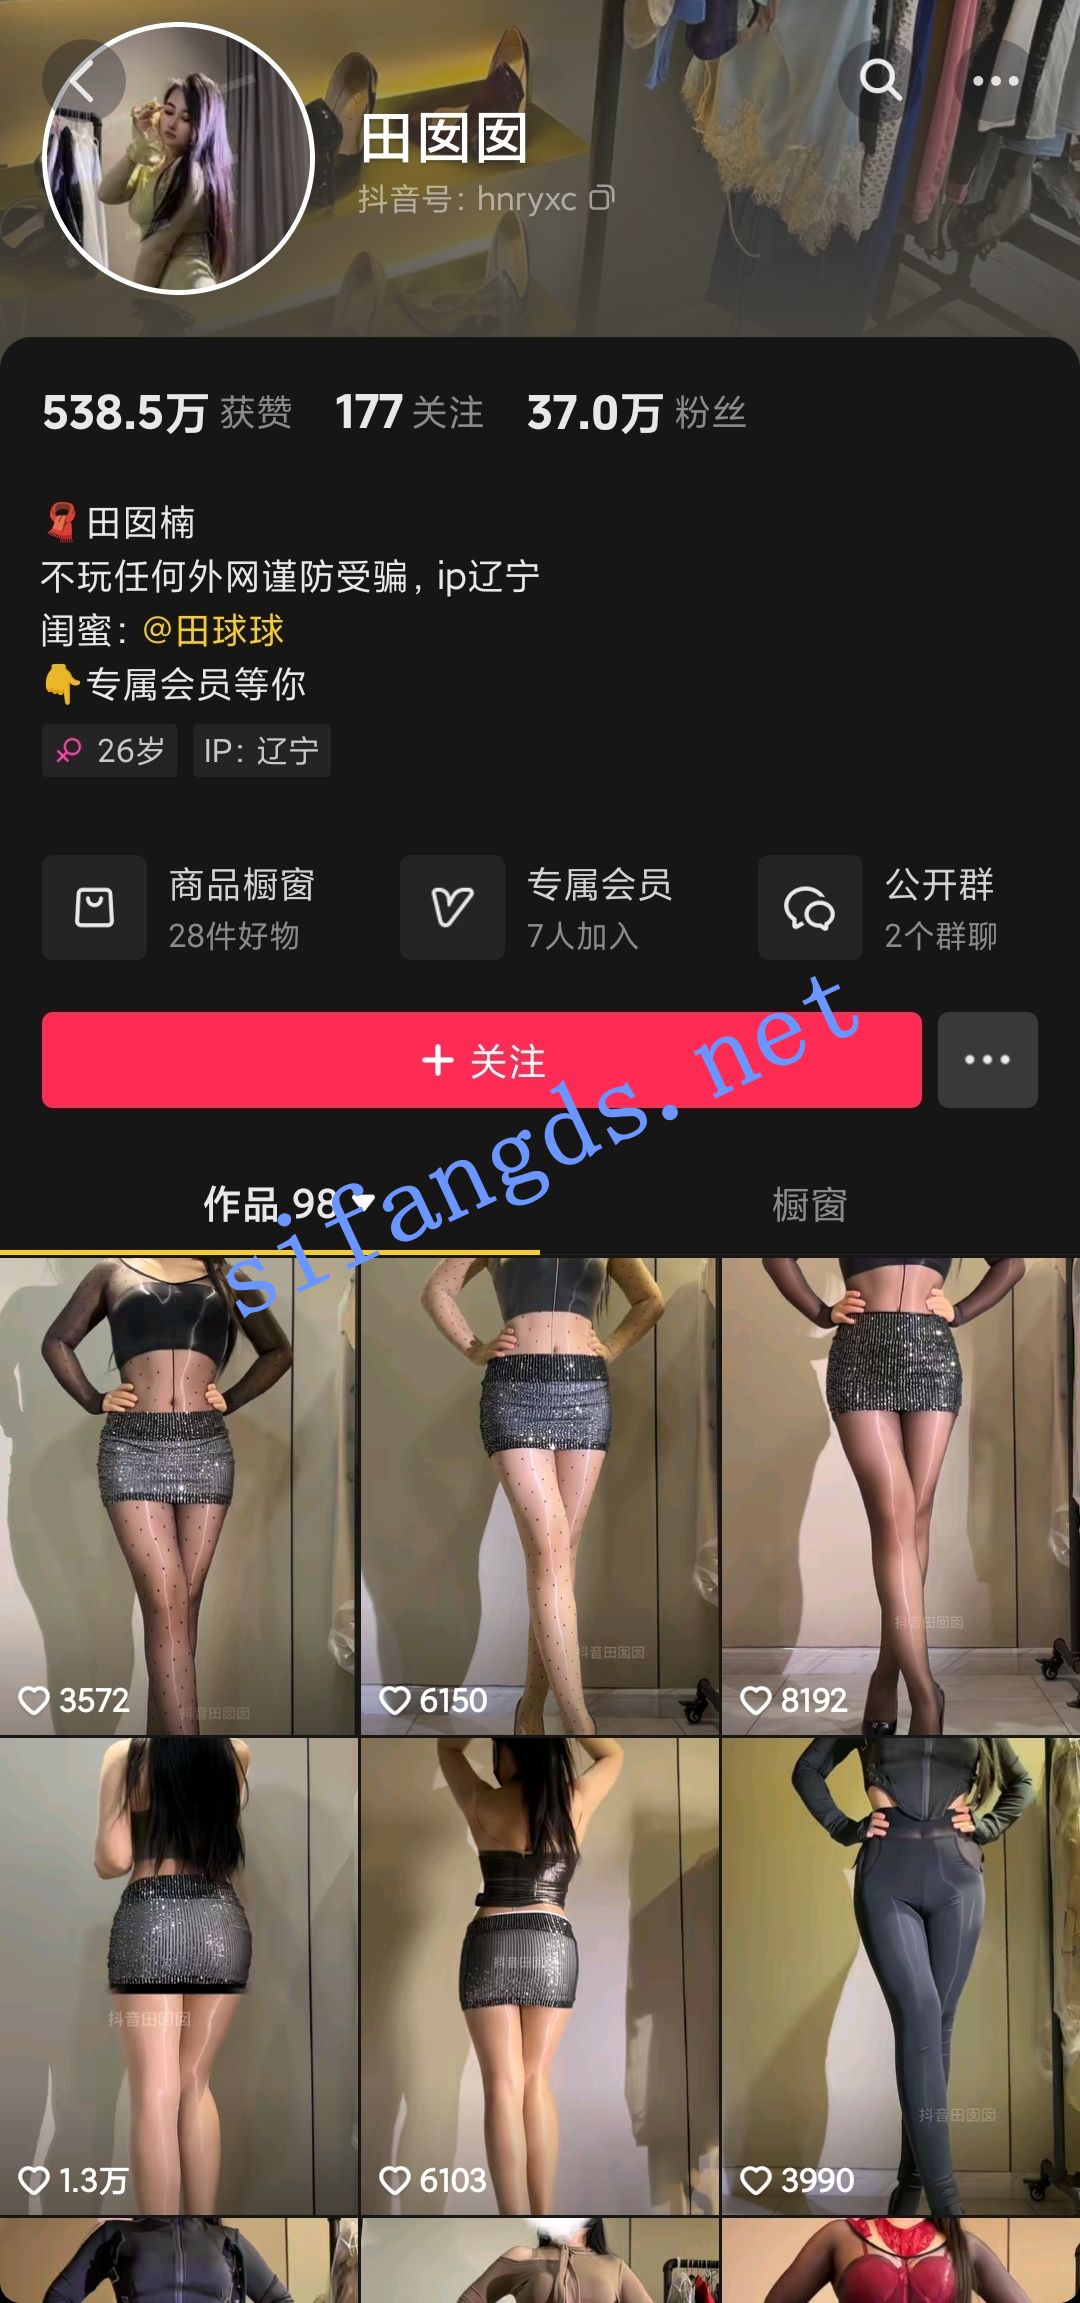 田囡囡
抖音号：hnryxc
538.5万 获赞 177 关注 37.0万 粉丝
田囡楠
不玩任何外网谨防受骗，ip辽宁
闺蜜：@田球球
专属会员等你
26岁 IP：辽宁
商品橱窗 专属会员 公开群
28件好物 7人加入 2个群聊
+ 关注
sifangds.net
作品 98 橱窗
抖音田囡囡
抖音田囡囡
抖音田囡囡
3572 6150 8192
抖音田囡囡
抖音田囡囡
抖音田囡囡
1.3万 6103 3990